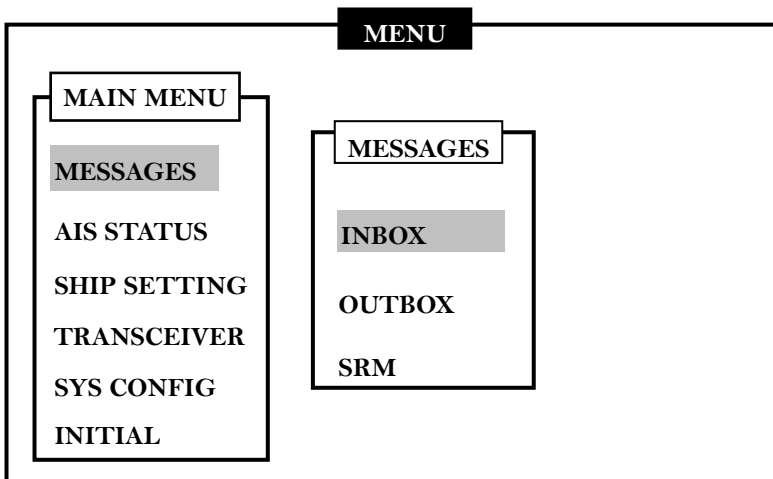 MENU
MAIN MENU
MESSAGES
AIS STATUS
SHIP SETTING
TRANSCEIVER
SYS CONFIG
INITIAL
MESSAGES
INBOX
OUTBOX
SRM